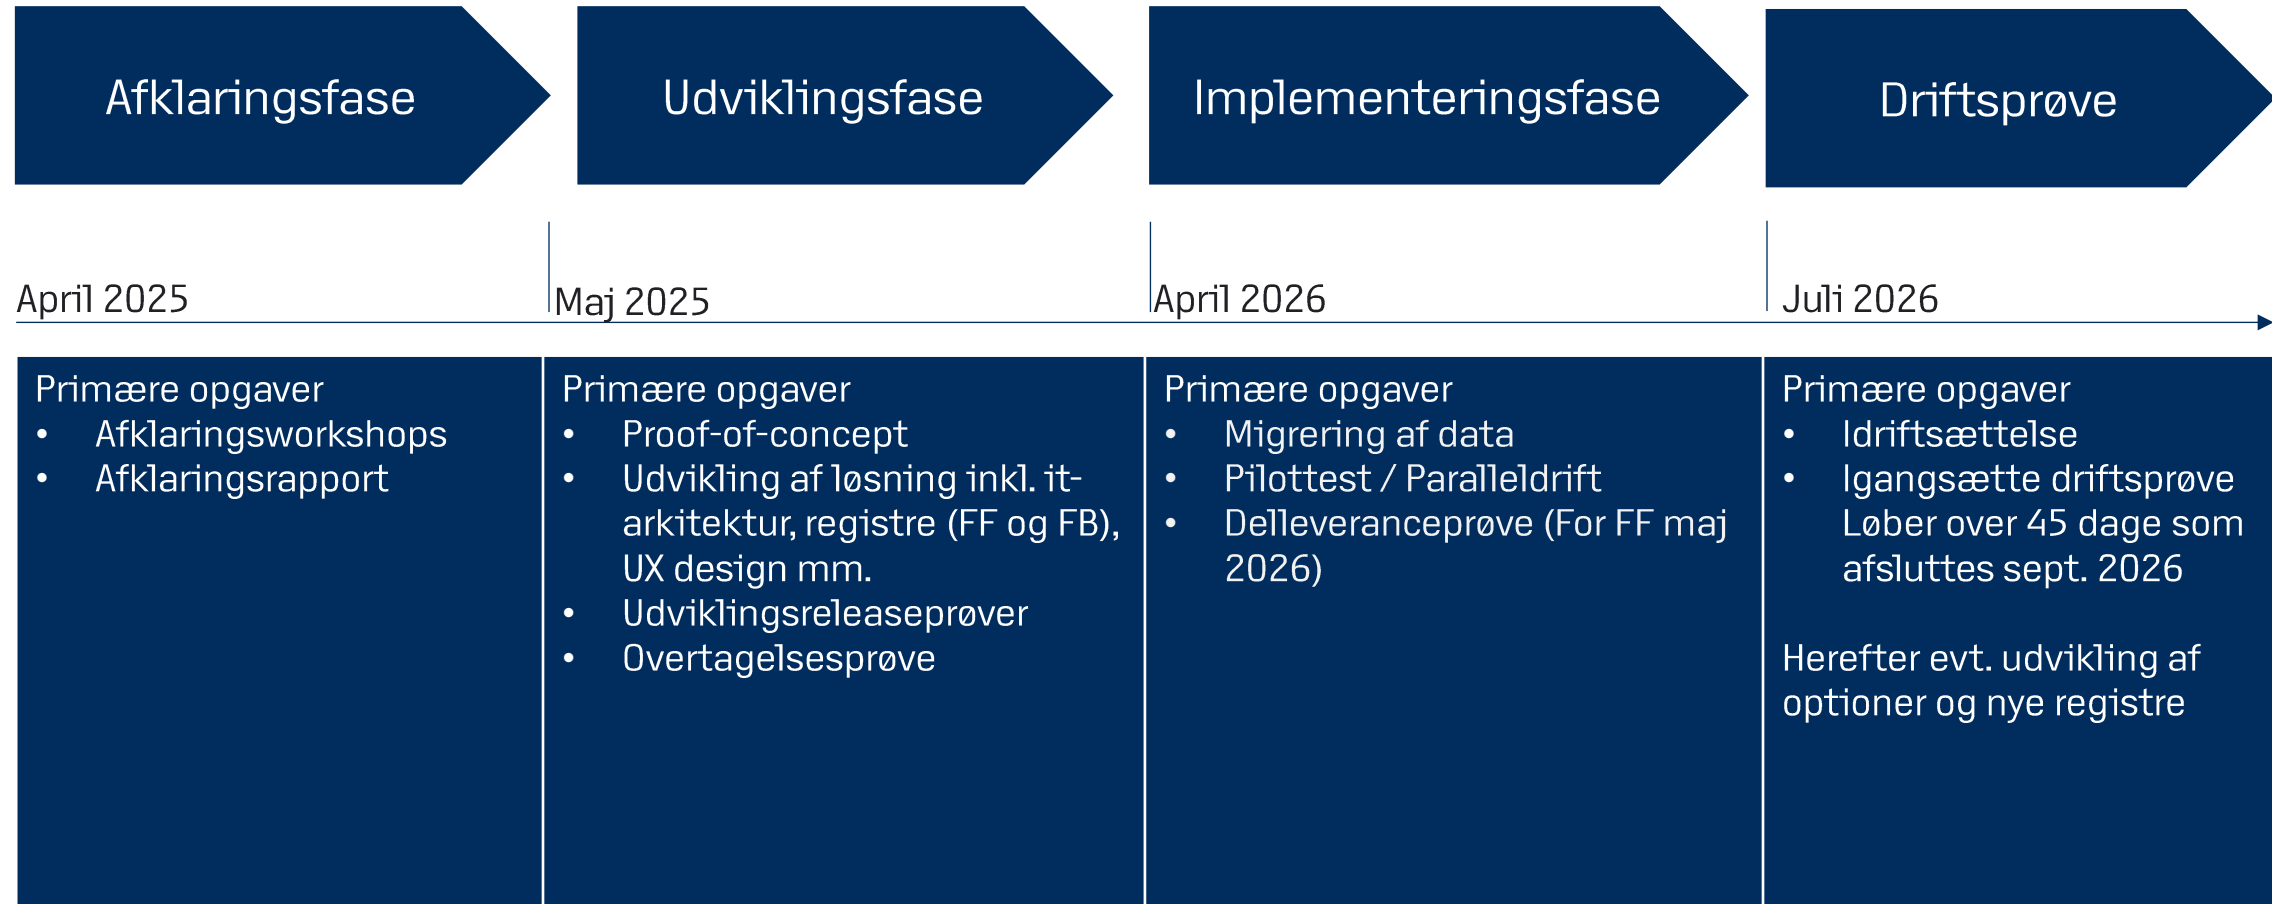 Afklaringsfase
Udviklingsfase
Implementeringsfase
Driftsprøve
April 2025
Maj 2025
April 2026
Juli 2026
Primære opgaver
• Afklaringsworkshops
• Afklaringsrapport
Primære opgaver
• Proof-of-concept
• Udvikling af løsning inkl. it-
arkitektur, registre (FF og FB),
UX design mm.
• Udviklingsreleaseprøver
• Overtagelsesprøve
Primære opgaver
• Migrering af data
• Pilottest / Paralleldrift
• Delleveranceprøve (For FF maj
2026)
Primære opgaver
• Idriftsættelse
• Igangsætte driftsprøve
Løber over 45 dage som
afsluttes sept. 2026
Herefter evt. udvikling af
optioner og nye registre